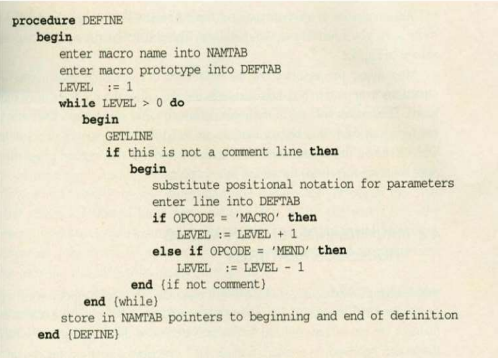 procedure DEFINE
begin
enter macro name into NAMTAB
enter macro prototype into DEFTAB
LEVEL := 1
while LEVEL > 0 do
begin
GETLINE
if this is not a comment line then
begin
substitute positional notation for parameters
enter line into DEFTAB
if OPCODE = 'MACRO' then
LEVEL := LEVEL + 1
else if OPCODE = 'MEND' then
LEVEL := LEVEL - 1
end {if not comment}
end {while}
store in NAMTAB pointers to beginning and end of definition
end {DEFINE}